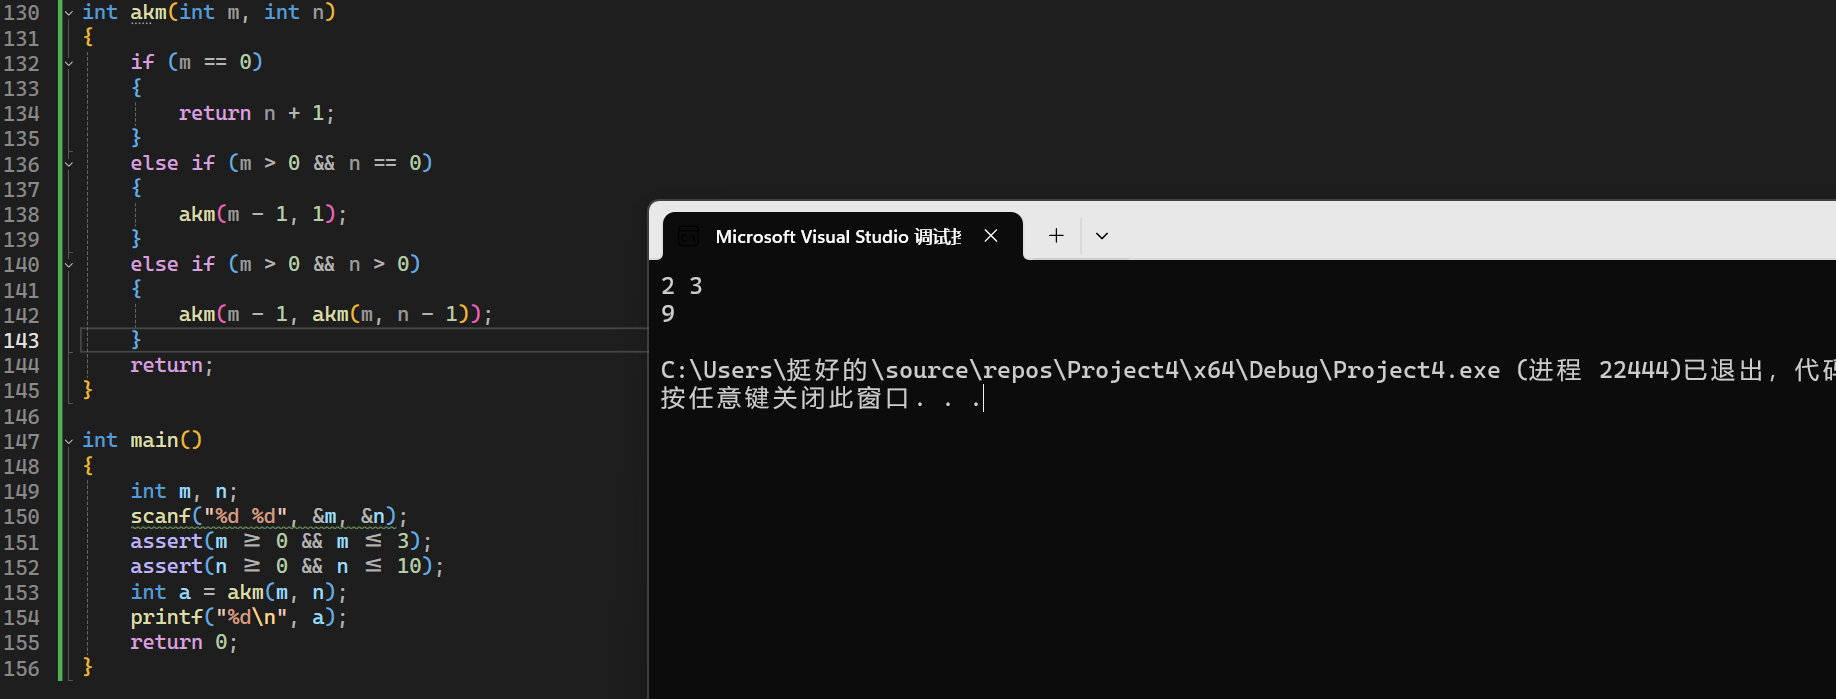 130 int akm(int m, int n)
131 {
132 if (m == 0)
133 {
134 return n + 1;
135 }
136 else if (m > 0 && n == 0)
137 {
138 akm(m - 1, 1);
139 }
140 else if (m > 0 && n > 0)
141 {
142 akm(m - 1, akm(m, n - 1));
143 }
144 return;
145 }
146
147 int main()
148 {
149 int m, n;
150 scanf("%d %d", &m, &n);
151 assert(m ≥ 0 && m ≤ 3);
152 assert(n ≥ 0 && n ≤ 10);
153 int a = akm(m, n);
154 printf("%d\n", a);
155 return 0;
156 }
Microsoft Visual Studio 调试
2 3
9
C:\Users\挺好的\source\repos\Project4\x64\Debug\Project4.exe (进程 22444)已退出，代
按任意键关闭此窗口. . .